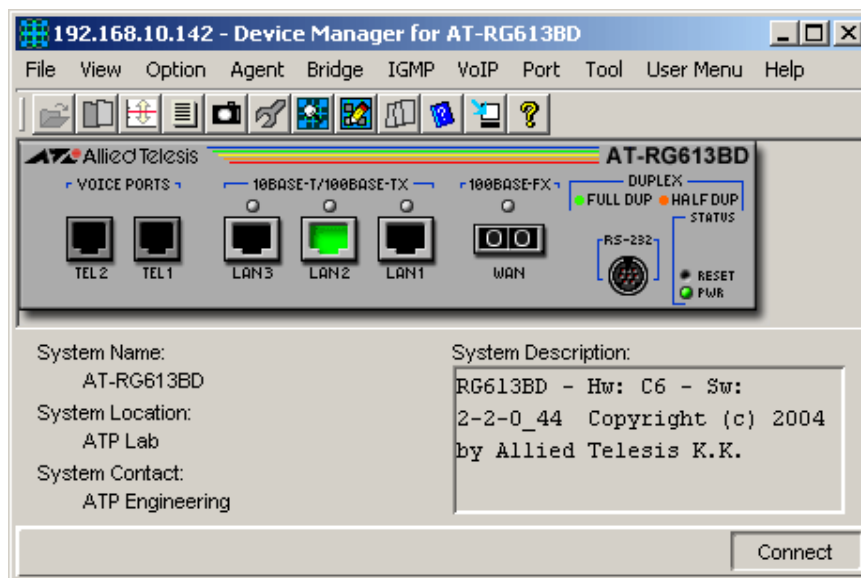 192.168.10.142 - Device Manager for AT-RG613BD
File View Option Agent Bridge IGMP VoIP Port Tool User Menu Help
Allied Telesis AT-RG613BD
VOICE PORTS 10BASE-T/100BASE-TX 100BASE-FX DUPLEX
FULL DUP HALF DUP
STATUS
RS-232
TEL2 TEL1 LAN3 LAN2 LAN1 WAN RESET
PWR
System Name:
AT-RG613BD
System Location:
ATP Lab
System Contact:
ATP Engineering
System Description:
RG613BD - Hw: C6 - Sw:
2-2-0_44 Copyright (c) 2004
by Allied Telesis K.K.
Connect